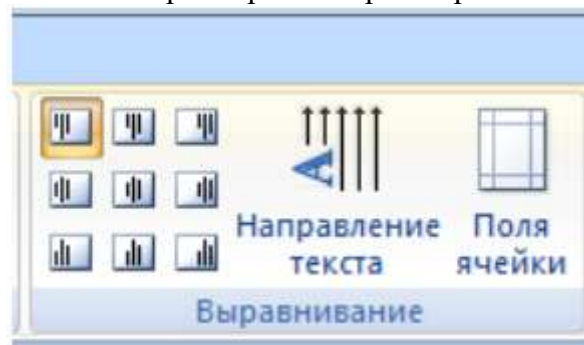 Направление
текста
Поля
ячейки
Выравнивание